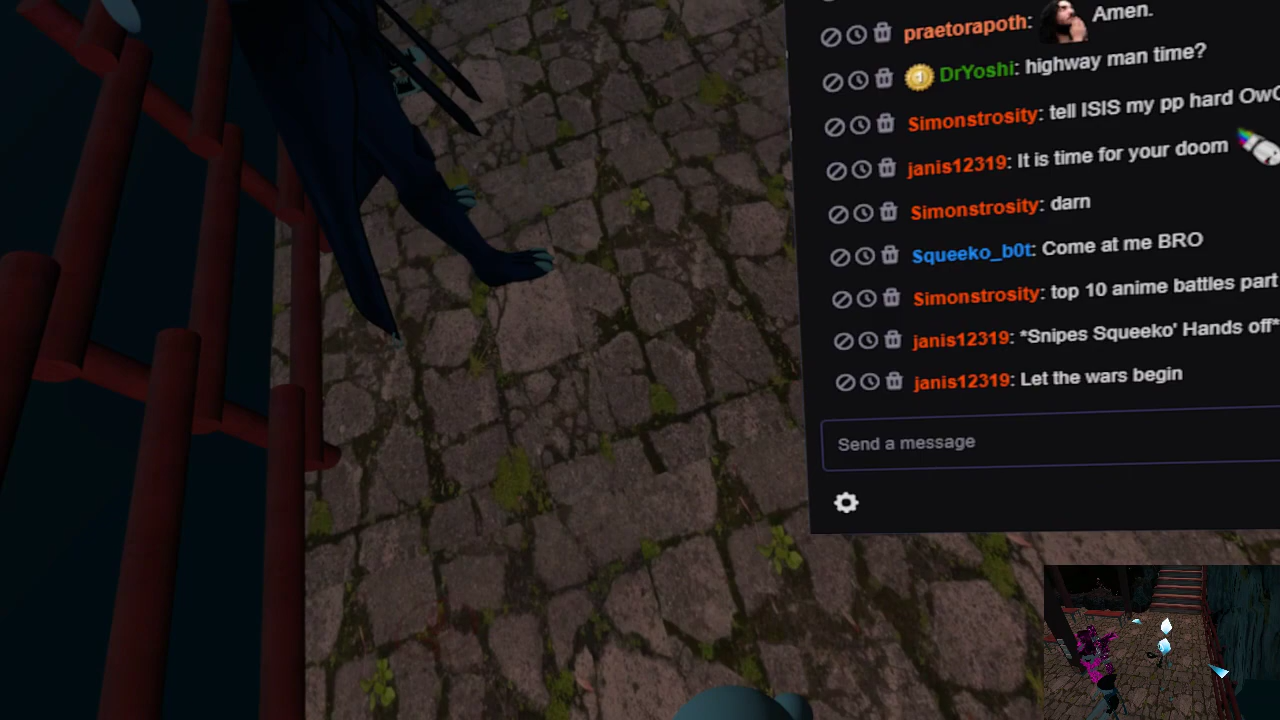 praetorapoth: Amen.
1 DrYoshi: highway man time?
Simonstrosity: tell ISIS my pp hard
janis12319: It is time for your doom
Simonstrosity: darn
Squeeko_b0t: Come at me BRO
Simonstrosity: top 10 anime battles part
janis12319: *Snipes Squeeko' Hands off*
janis12319: Let the wars begin
Send a message